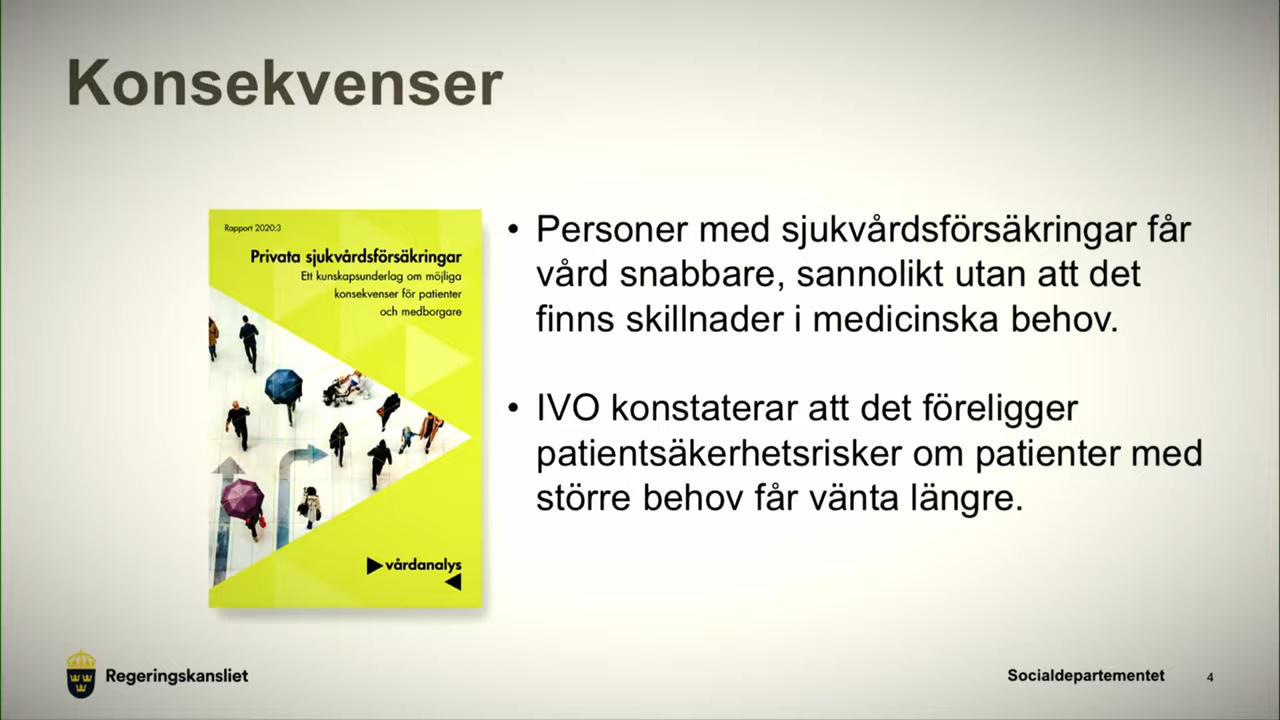 Konsekvenser
Rapport 2020:3
Privata sjukvårdsförsäkringar
Ett kunskapsunderlag om möjliga
konsekvenser för patienter
och medborgare
vårdanalys
• Personer med sjukvårdsförsäkringar får
vård snabbare, sannolikt utan att det
finns skillnader i medicinska behov.
• IVO konstaterar att det föreligger
patientsäkerhetsrisker om patienter med
större behov får vänta längre.
Regeringskansliet
Socialdepartementet
4